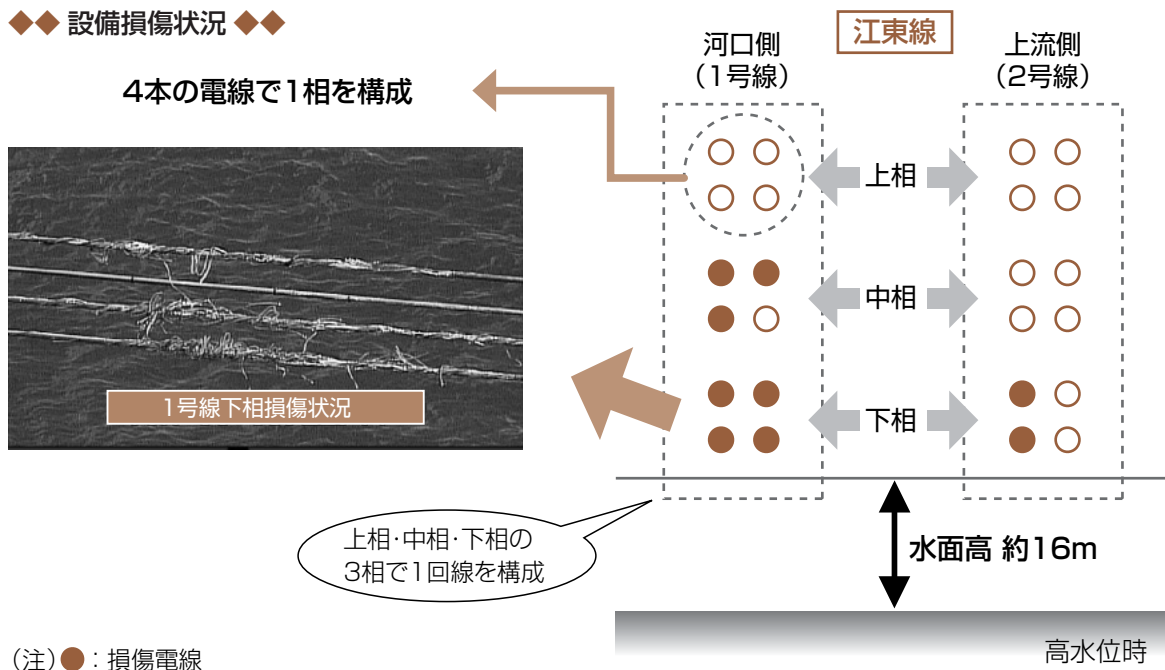 ◆◆ 設備損傷状況 ◆◆
4本の電線で1相を構成
江東線
河口側
（1号線）
上流側
（2号線）
上相
中相
下相
1号線下相損傷状況
上相・中相・下相の
3相で1回線を構成
水面高 約16m
高水位時
（注）●：損傷電線